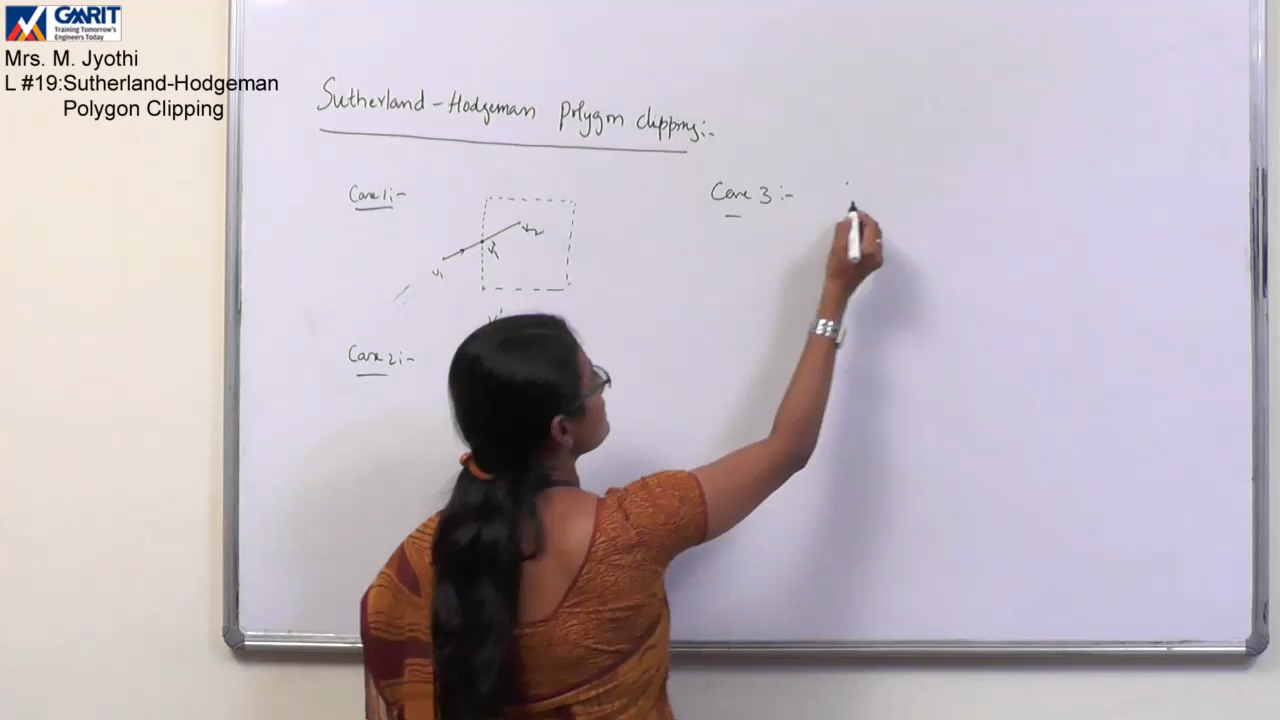 GMRIT
Training Tomorrow's
Engineers Today
Mrs. M. Jyothi
L #19:Sutherland-Hodgeman
Polygon Clipping
Sutherland-Hodgeman Polygon clipping:-
Case 1:-
V1
V2
Case 2:-
Case 3:-